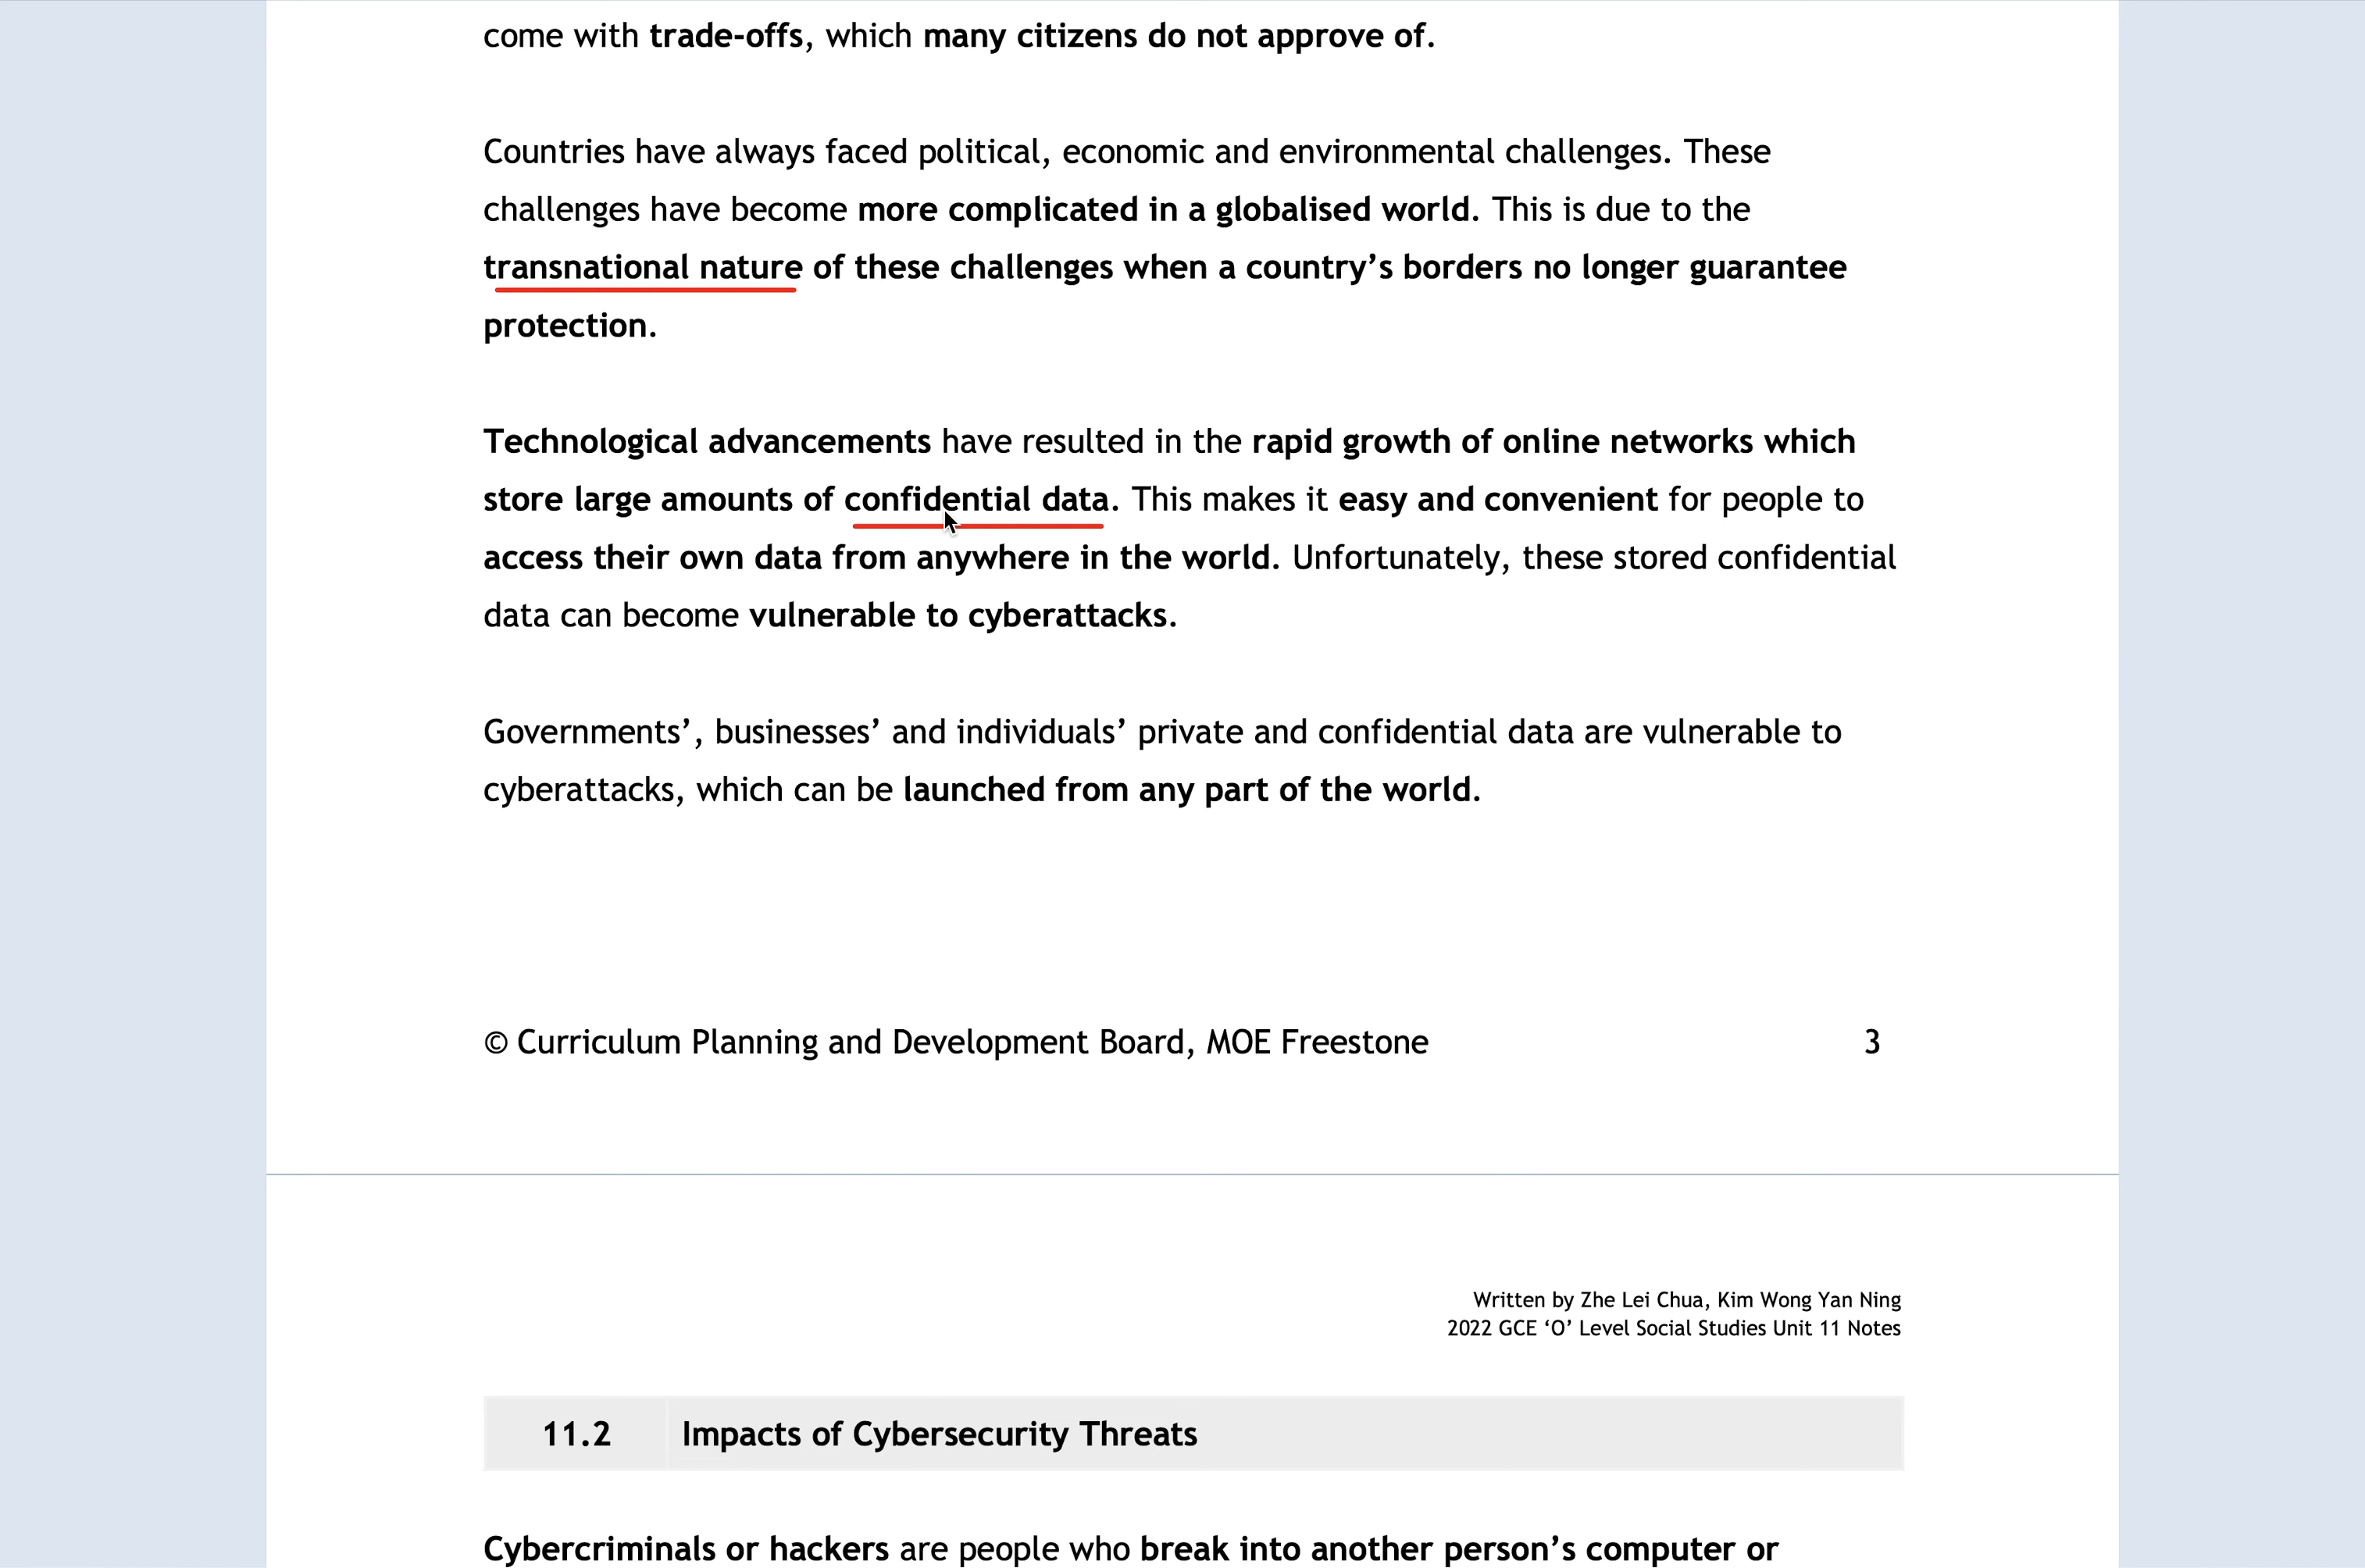 come with trade-offs, which many citizens do not approve of.
Countries have always faced political, economic and environmental challenges. These
challenges have become more complicated in a globalised world. This is due to the
transnational nature of these challenges when a country’s borders no longer guarantee
protection.
Technological advancements have resulted in the rapid growth of online networks which
store large amounts of confidential data. This makes it easy and convenient for people to
access their own data from anywhere in the world. Unfortunately, these stored confidential
data can become vulnerable to cyberattacks.
Governments’, businesses’ and individuals’ private and confidential data are vulnerable to
cyberattacks, which can be launched from any part of the world.
© Curriculum Planning and Development Board, MOE Freestone 3
Written by Zhe Lei Chua, Kim Wong Yan Ning
2022 GCE ‘O’ Level Social Studies Unit 11 Notes
11.2 Impacts of Cybersecurity Threats
Cybercriminals or hackers are people who break into another person’s computer or